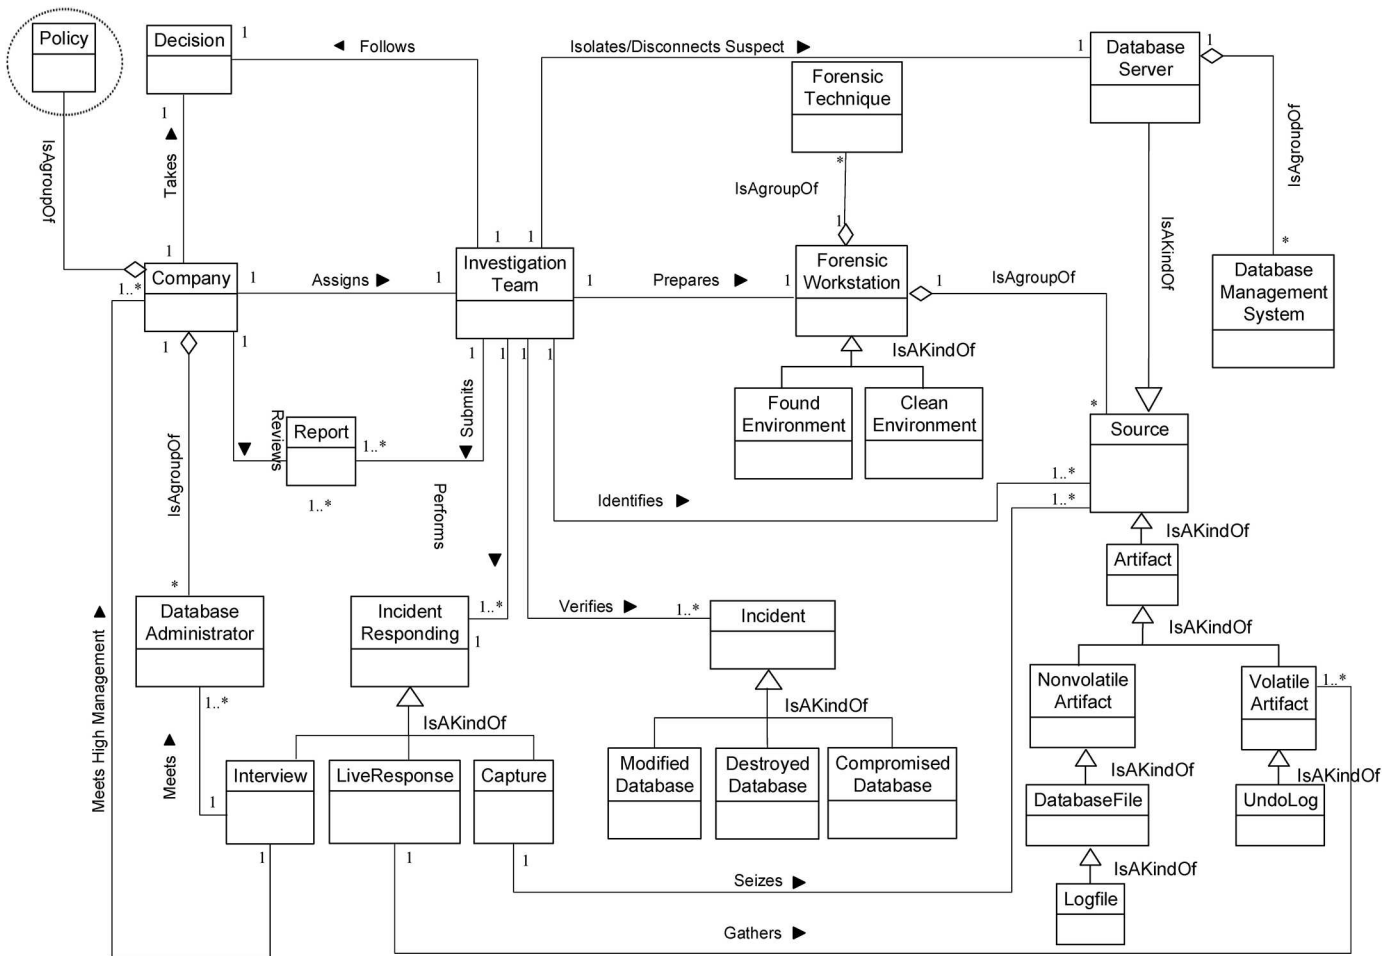 Policy
Decision
1
◄ Follows
Isolates/Disconnects Suspect ►
1
Database
Server
1
Forensic
Technique
*
IsAgroupOf
1
IsAgroupOf
Takes ►
1
IsAgroupOf
1
IsAKindOf
IsAgroupOf
*
1
Company
1..*
1
Assigns ►
1
1
1
Investigation
Team
1
Prepares ►
1
Forensic
Workstation
1
IsAgroupOf
*
Database
Management
System
IsAKindOf
Found
Environment
Clean
Environment
1
1
Reviews
Report
1..*
1..*
1
1
1
1
Submits
Performs
Identifies ►
1..*
1..*
Source
IsAKindOf
Artifact
IsAKindOf
IsAgroupOf
*
Database
Administrator
1..*
Incident
Responding
1..*
1
Verifies ►
1..*
Incident
Nonvolatile
Artifact
Volatile
Artifact
1..*
Meets High Management ►
Meets ►
IsAKindOf
IsAKindOf
1
Interview
LiveResponse
Capture
Modified
Database
Destroyed
Database
Compromised
Database
IsAKindOf
IsAKindOf
DatabaseFile
UndoLog
1
1
1
Seizes ►
IsAKindOf
Logfile
Gathers ►